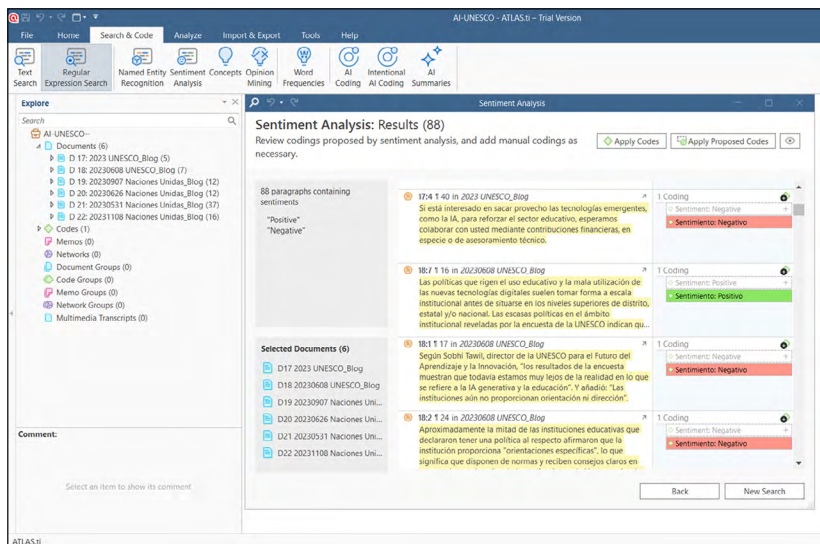 AI-UNESCO - ATLAS.ti – Trial Version
File Home Search & Code Analyze Import & Export Tools Help
Text Search
Regular Expression Search
Named Entity Recognition
Sentiment Analysis
Concepts
Opinion Mining
Word Frequencies
AI Coding
Intentional AI Coding
AI Summaries
Explore
Search
AI-UNESCO--
Documents (6)
D 17: 2023 UNESCO_Blog (5)
D 18: 20230608 UNESCO_Blog (7)
D 19: 20230907 Naciones Unidas_Blog (12)
D 20: 20230626 Naciones Unidas_Blog (12)
D 21: 20230531 Naciones Unidas_Blog (37)
D 22: 20231108 Naciones Unidas_Blog (16)
Codes (1)
Memos (0)
Networks (0)
Document Groups (0)
Code Groups (0)
Memo Groups (0)
Network Groups (0)
Multimedia Transcripts (0)
Comment:
Select an item to show its comment
ATLAS.ti
Sentiment Analysis
Sentiment Analysis: Results (88)
Review codings proposed by sentiment analysis, and add manual codings as
necessary.
Apply Codes
Apply Proposed Codes
88 paragraphs containing
sentiments
"Positive"
"Negative"
Selected Documents (6)
D17 2023 UNESCO_Blog
D18 20230608 UNESCO_Blog
D19 20230907 Naciones Uni...
D20 20230626 Naciones Uni...
D21 20230531 Naciones Uni...
D22 20231108 Naciones Uni...
17:4 ¶ 40 in 2023 UNESCO_Blog
Si está interesado en sacar provecho las tecnologías emergentes,
como la IA, para reforzar el sector educativo, esperamos
colaborar con usted mediante contribuciones financieras, en
especie o de asesoramiento técnico.
1 Coding
Sentiment: Negative
Sentimiento: Negativo
18:7 ¶ 16 in 20230608 UNESCO_Blog
Las políticas que rigen el uso educativo y la mala utilización de
las nuevas tecnologías digitales suelen tomar forma a escala
institucional antes de situarse en los niveles superiores de distrito,
estatal y/o nacional. Las escasas políticas en el ámbito
institucional reveladas por la encuesta de la UNESCO indican qu...
1 Coding
Sentiment: Positive
Sentimiento: Positivo
18:1 ¶ 17 in 20230608 UNESCO_Blog
Según Sobhi Tawil, director de la UNESCO para el Futuro del
Aprendizaje y la Innovación, "los resultados de la encuesta
muestran que todavía estamos muy lejos de la realidad en lo que
se refiere a la IA generativa y la educación". Y añadió: "Las
instituciones aún no proporcionan orientación ni dirección".
1 Coding
Sentiment: Negative
Sentimiento: Negativo
18:2 ¶ 24 in 20230608 UNESCO_Blog
Aproximadamente la mitad de las instituciones educativas que
declararon tener una política al respecto afirmaron que la
institución proporciona "orientaciones específicas", lo que
significa que disponen de normas y reciben consejos claros en
1 Coding
Sentiment: Negative
Sentimiento: Negativo
Back
New Search